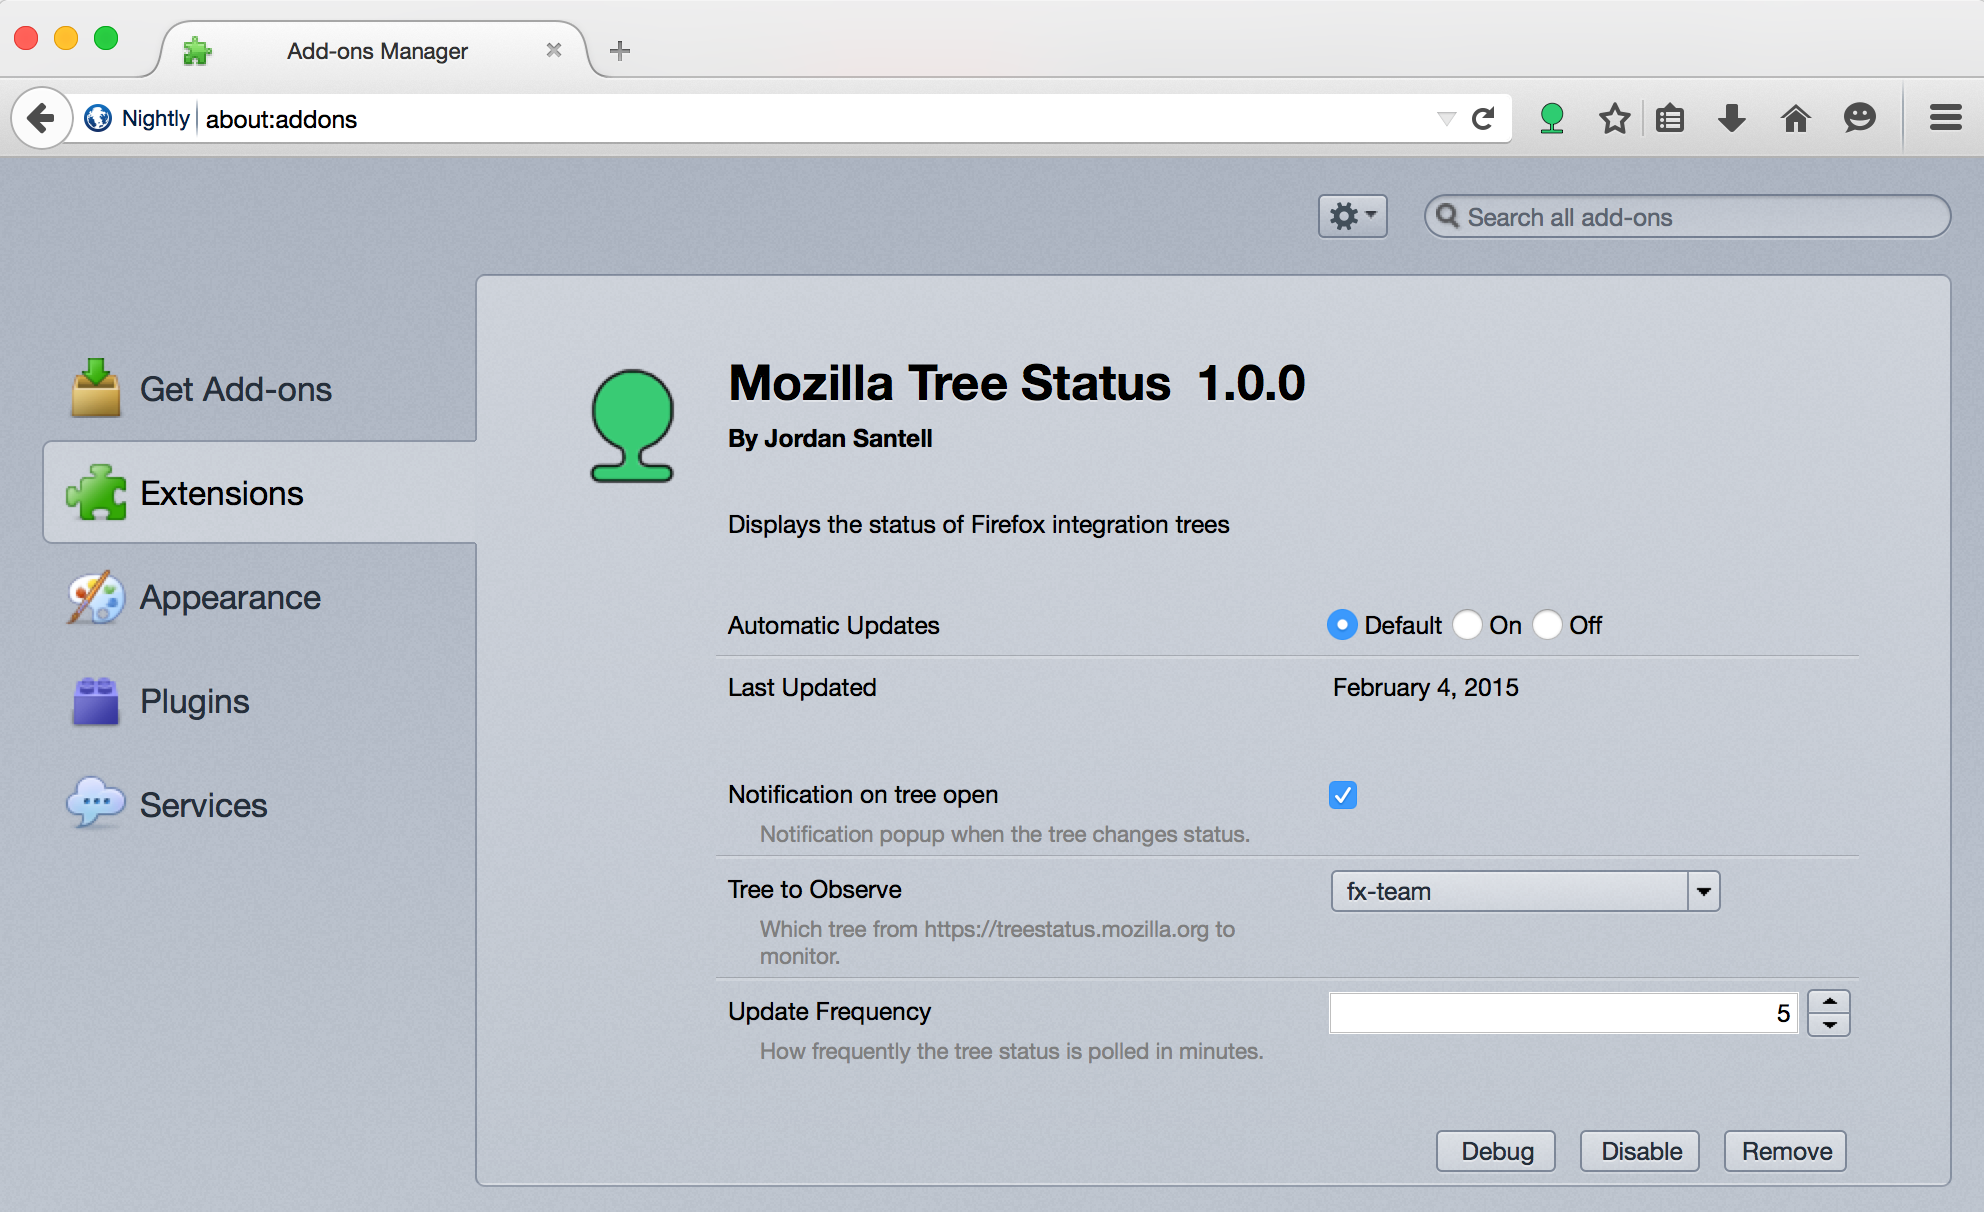 Add-ons Manager
Nightly about:addons
Search all add-ons
Get Add-ons
Extensions
Appearance
Plugins
Services
Mozilla Tree Status 1.0.0
By Jordan Santell
Displays the status of Firefox integration trees
Automatic Updates Default On Off
Last Updated February 4, 2015
Notification on tree open
Notification popup when the tree changes status.
Tree to Observe fx-team
Which tree from https://treestatus.mozilla.org to
monitor.
Update Frequency 5
How frequently the tree status is polled in minutes.
Debug Disable Remove